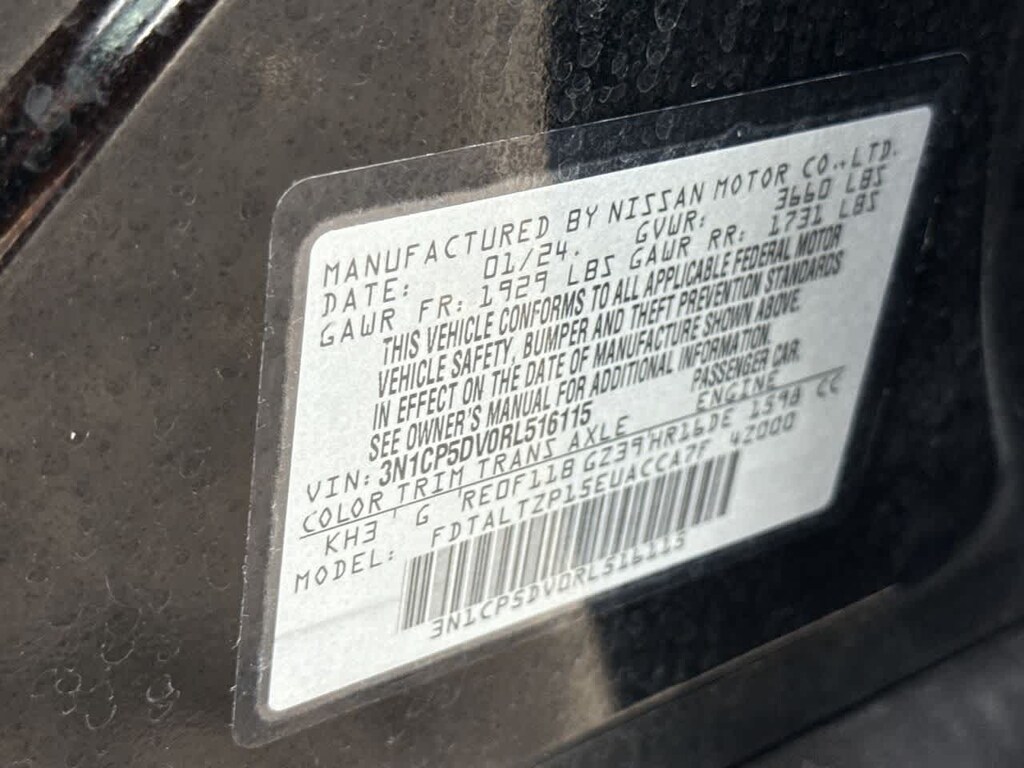 MANUFACTURED BY NISSAN MOTOR CO.,LTD.
DATE: 01/24. GVWR: 3660 LBS
GAWR FR: 1929 LBS GAWR RR: 1731 LBS
THIS VEHICLE CONFORMS TO ALL APPLICABLE FEDERAL MOTOR
VEHICLE SAFETY, BUMPER AND THEFT PREVENTION STANDARDS
IN EFFECT ON THE DATE OF MANUFACTURE SHOWN ABOVE.
SEE OWNER'S MANUAL FOR ADDITIONAL INFORMATION.
VIN: 3N1CP5DV0RL516115 PASSENGER CAR.
COLOR TRIM TRANS AXLE ENGINE
KH3 G RE0F11B GZ39 HR16DE 1598 CC
MODEL: FDTALTZP15EUACCA7F 42000
3N1CP5DV0RL516115